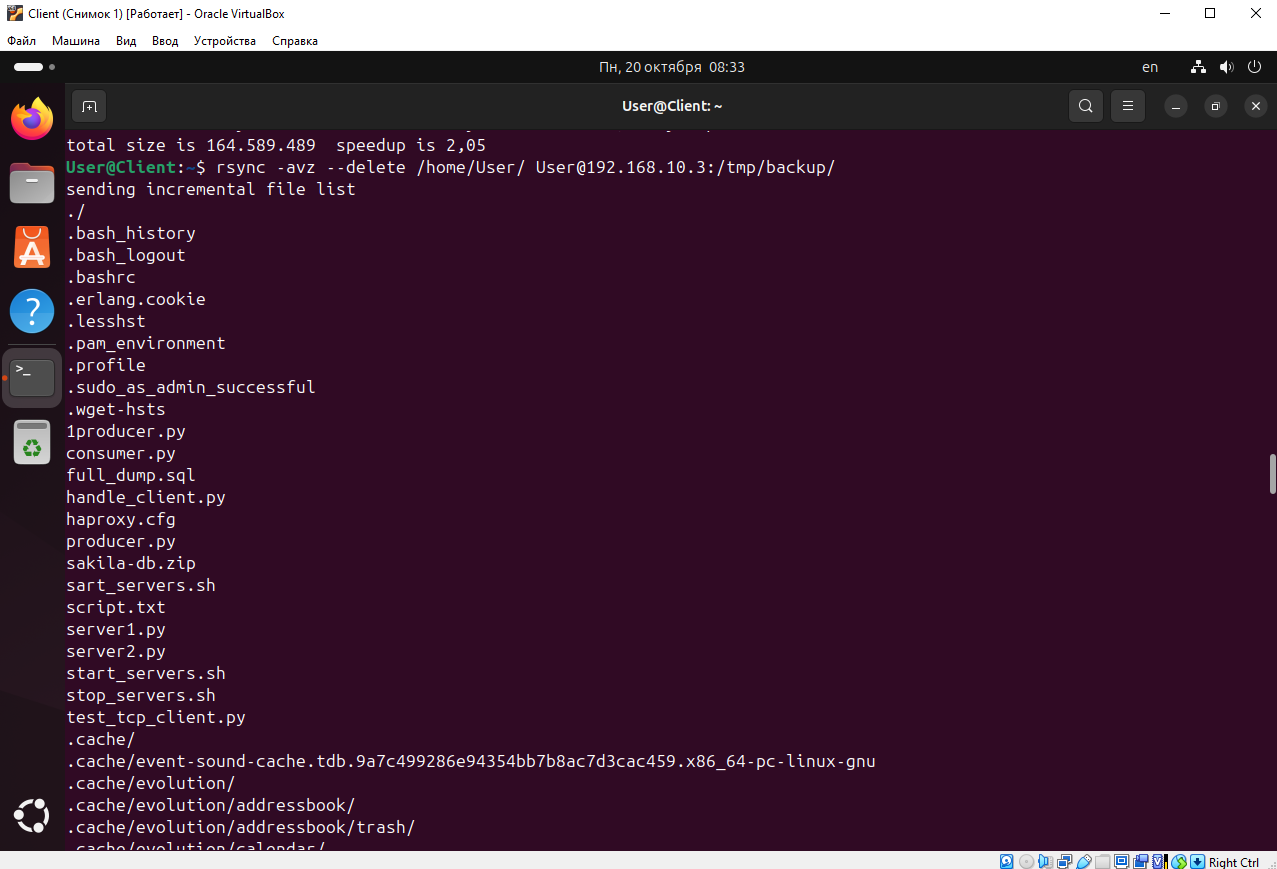 Client (Снимок 1) [Работает] - Oracle VirtualBox
Файл Машина Вид Ввод Устройства Справка
Пн, 20 октября 08:33
en
User@Client: ~
total size is 164.589.489  speedup is 2,05
User@Client:~$ rsync -avz --delete /home/User/ User@192.168.10.3:/tmp/backup/
sending incremental file list
./
.bash_history
.bash_logout
.bashrc
.erlang.cookie
.lesshst
.pam_environment
.profile
.sudo_as_admin_successful
.wget-hsts
1producer.py
consumer.py
full_dump.sql
handle_client.py
haproxy.cfg
producer.py
sakila-db.zip
sart_servers.sh
script.txt
server1.py
server2.py
start_servers.sh
stop_servers.sh
test_tcp_client.py
.cache/
.cache/event-sound-cache.tdb.9a7c499286e94354bb7b8ac7d3cac459.x86_64-pc-linux-gnu
.cache/evolution/
.cache/evolution/addressbook/
.cache/evolution/addressbook/trash/
.cache/evolution/calendar/
Right Ctrl